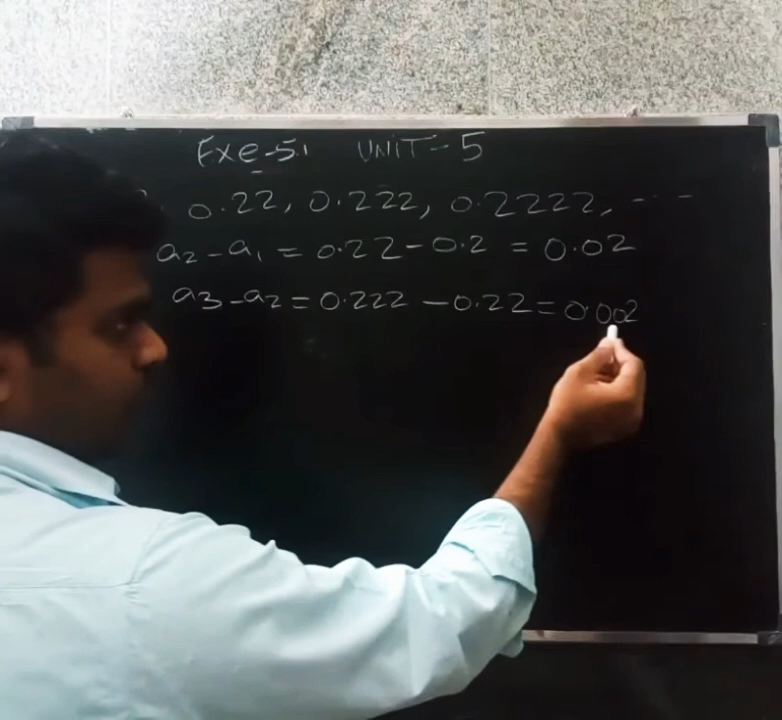 Exe-5.1 UNIT-5
0.22, 0.222, 0.2222, ---
a₂-a₁ = 0.22-0.2 = 0.02
a₃-a₂ = 0.222 - 0.22 = 0.002